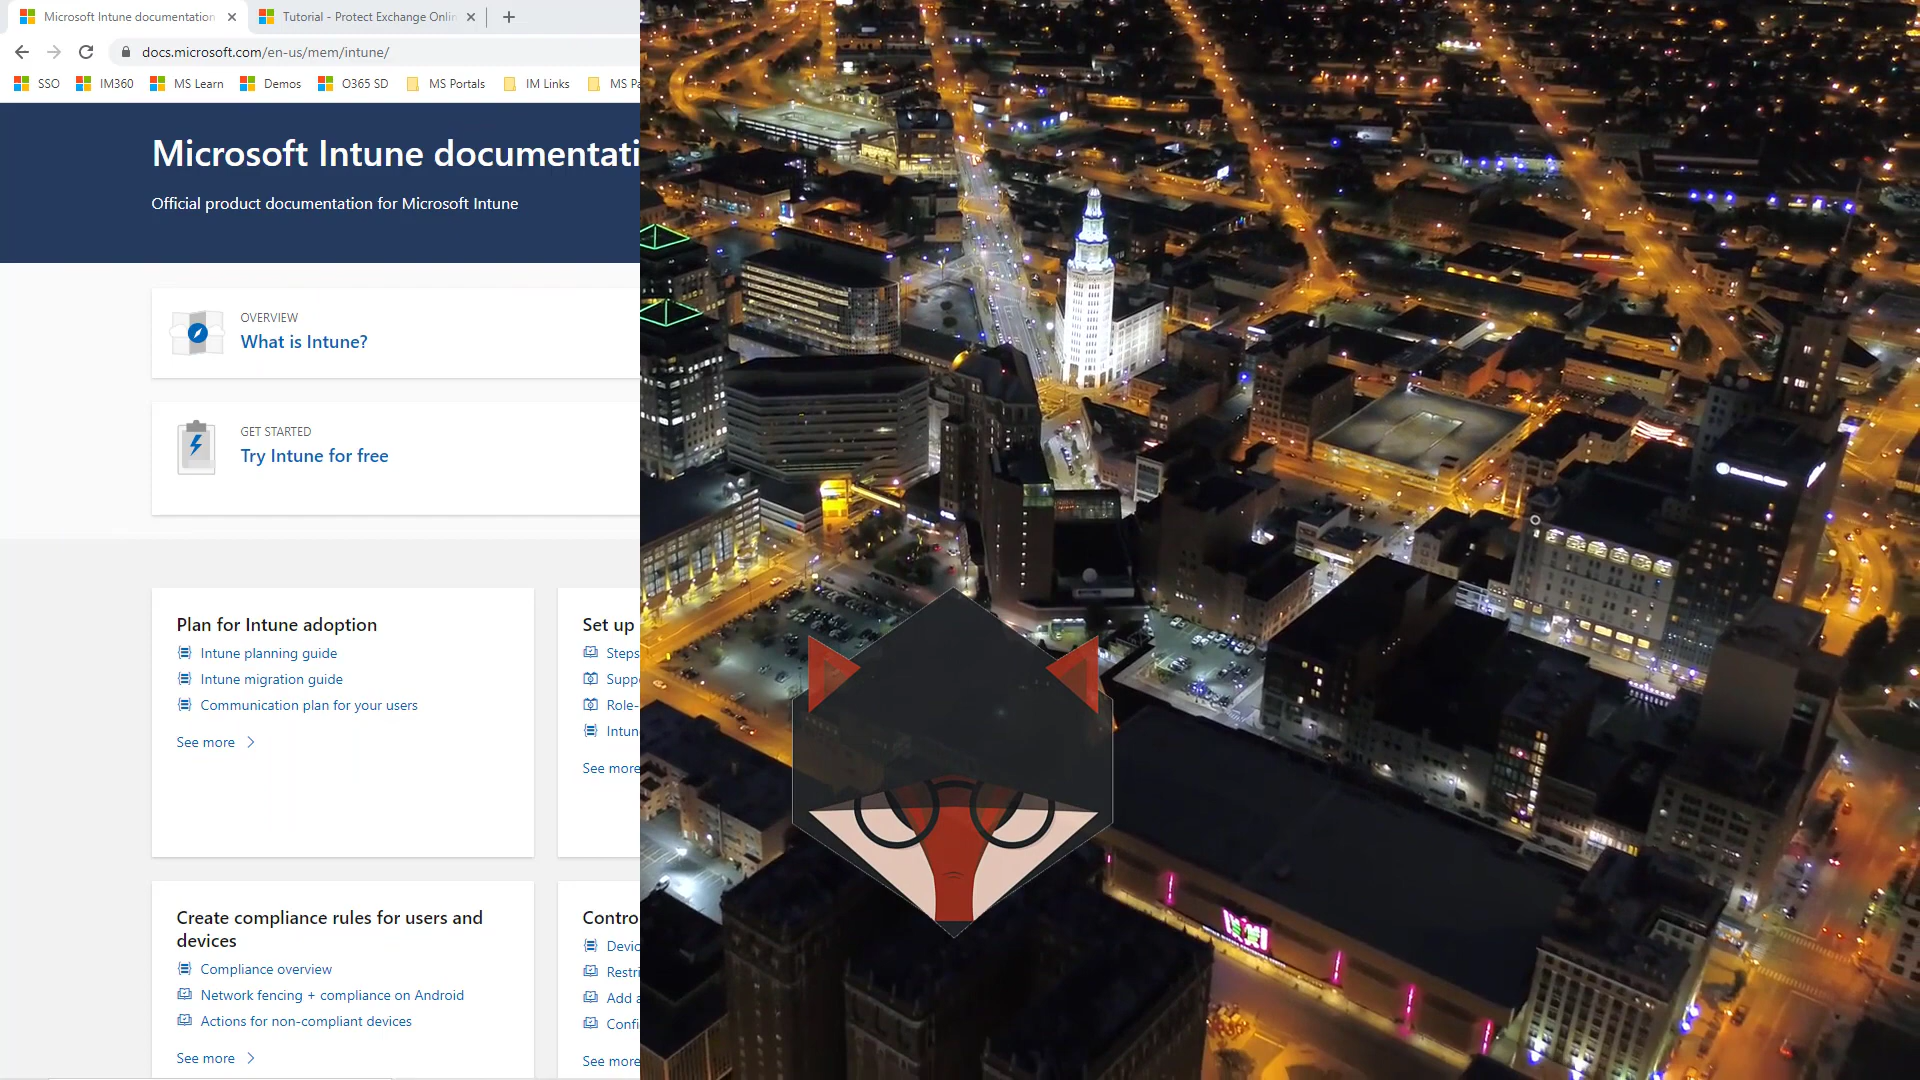 Microsoft Intune documentation
Tutorial - Protect Exchange Onlin
docs.microsoft.com/en-us/mem/intune/
SSO
IM360
MS Learn
Demos
O365 SD
MS Portals
IM Links
MS Pa
Microsoft Intune documentati
Official product documentation for Microsoft Intune
OVERVIEW
What is Intune?
GET STARTED
Try Intune for free
Plan for Intune adoption
Intune planning guide
Intune migration guide
Communication plan for your users
See more
Set up
Steps
Suppo
Role-
Intun
See more
Create compliance rules for users and
devices
Compliance overview
Network fencing + compliance on Android
Actions for non-compliant devices
See more
Contro
Devic
Restri
Add a
Confi
See more